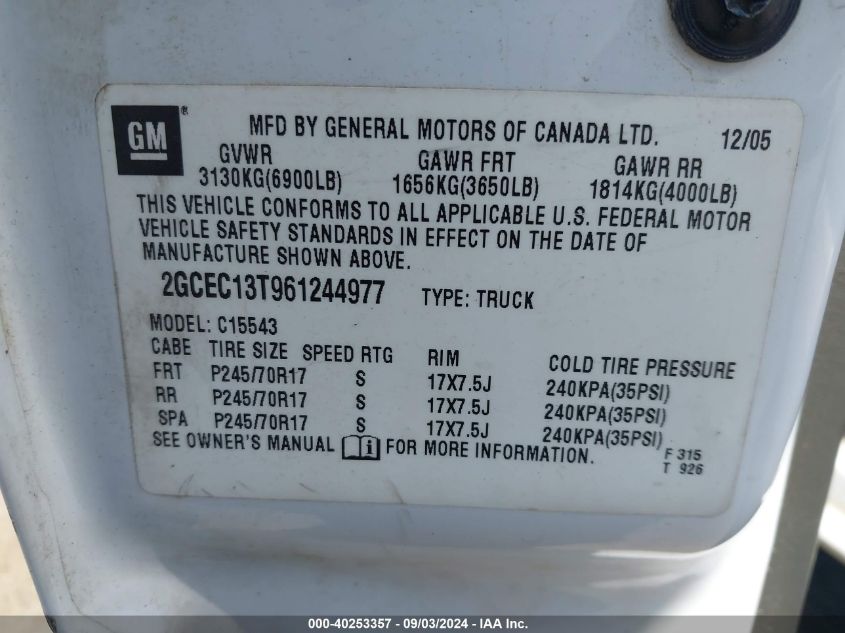 GM®
MFD BY GENERAL MOTORS OF CANADA LTD. 12/05
GVWR GAWR FRT GAWR RR
3130KG(6900LB) 1656KG(3650LB) 1814KG(4000LB)
THIS VEHICLE CONFORMS TO ALL APPLICABLE U.S. FEDERAL MOTOR
VEHICLE SAFETY STANDARDS IN EFFECT ON THE DATE OF
MANUFACTURE SHOWN ABOVE.
2GCEC13T961244977 TYPE: TRUCK
MODEL: C15543
CABE TIRE SIZE SPEED RTG RIM COLD TIRE PRESSURE
FRT P245/70R17 S 17X7.5J 240KPA(35PSI)
RR P245/70R17 S 17X7.5J 240KPA(35PSI)
SPA P245/70R17 S 17X7.5J 240KPA(35PSI)
SEE OWNER'S MANUAL i FOR MORE INFORMATION. F 315
T 926
000-40253357 - 09/03/2024 - IAA Inc.